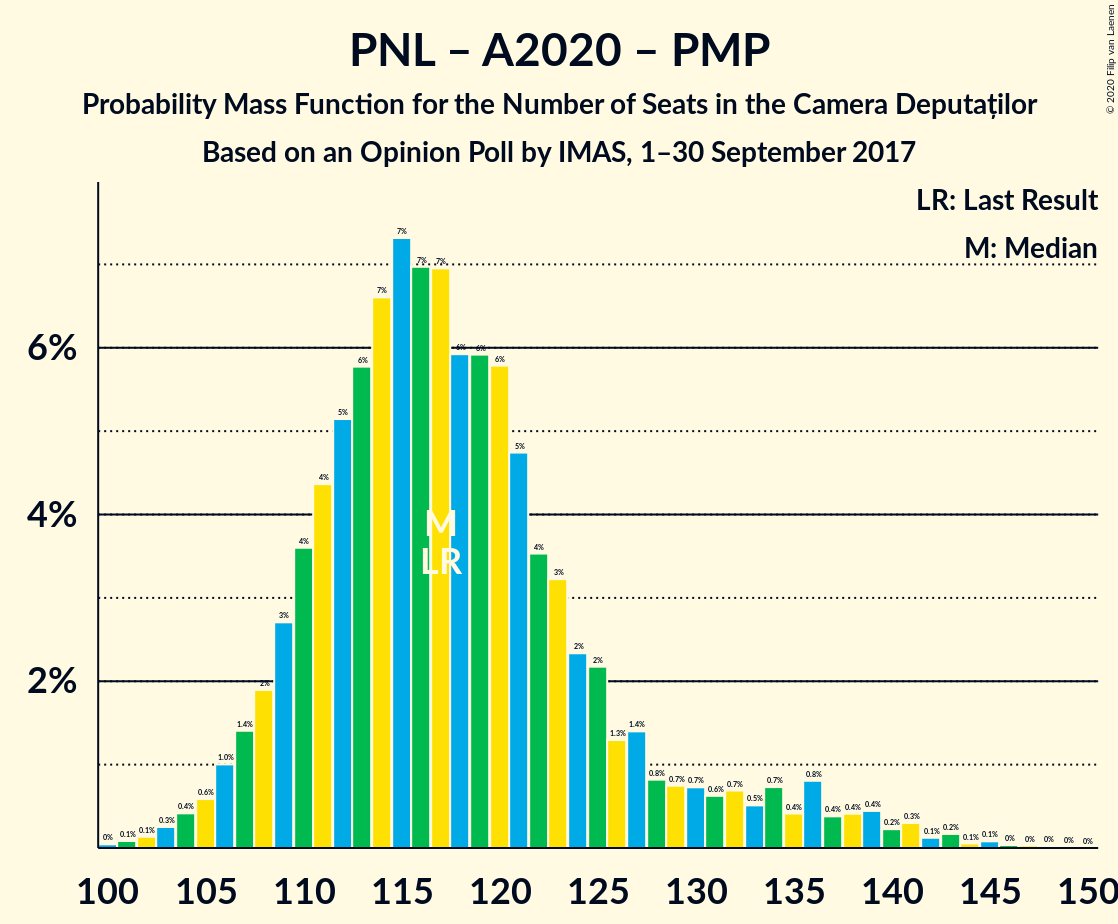 PNL – A2020 – PMP
Probability Mass Function for the Number of Seats in the Camera Deputaților
Based on an Opinion Poll by IMAS, 1–30 September 2017
© 2020 Filip van Laenen
LR: Last Result
M: Median
6%
4%
2%
0% 0.1% 0.1% 0.3% 0.4% 0.6% 1.0% 1.4% 2% 3% 4% 4% 5% 6% 7% 7% 7% 7% 6% 6% 6% 5% 4% 3% 2% 2% 1.3% 1.4% 0.8% 0.7% 0.7% 0.6% 0.7% 0.5% 0.7% 0.4% 0.8% 0.4% 0.4% 0.4% 0.2% 0.3% 0.1% 0.2% 0.1% 0.1% 0% 0% 0% 0% 0%
M
LR
100 105 110 115 120 125 130 135 140 145 150